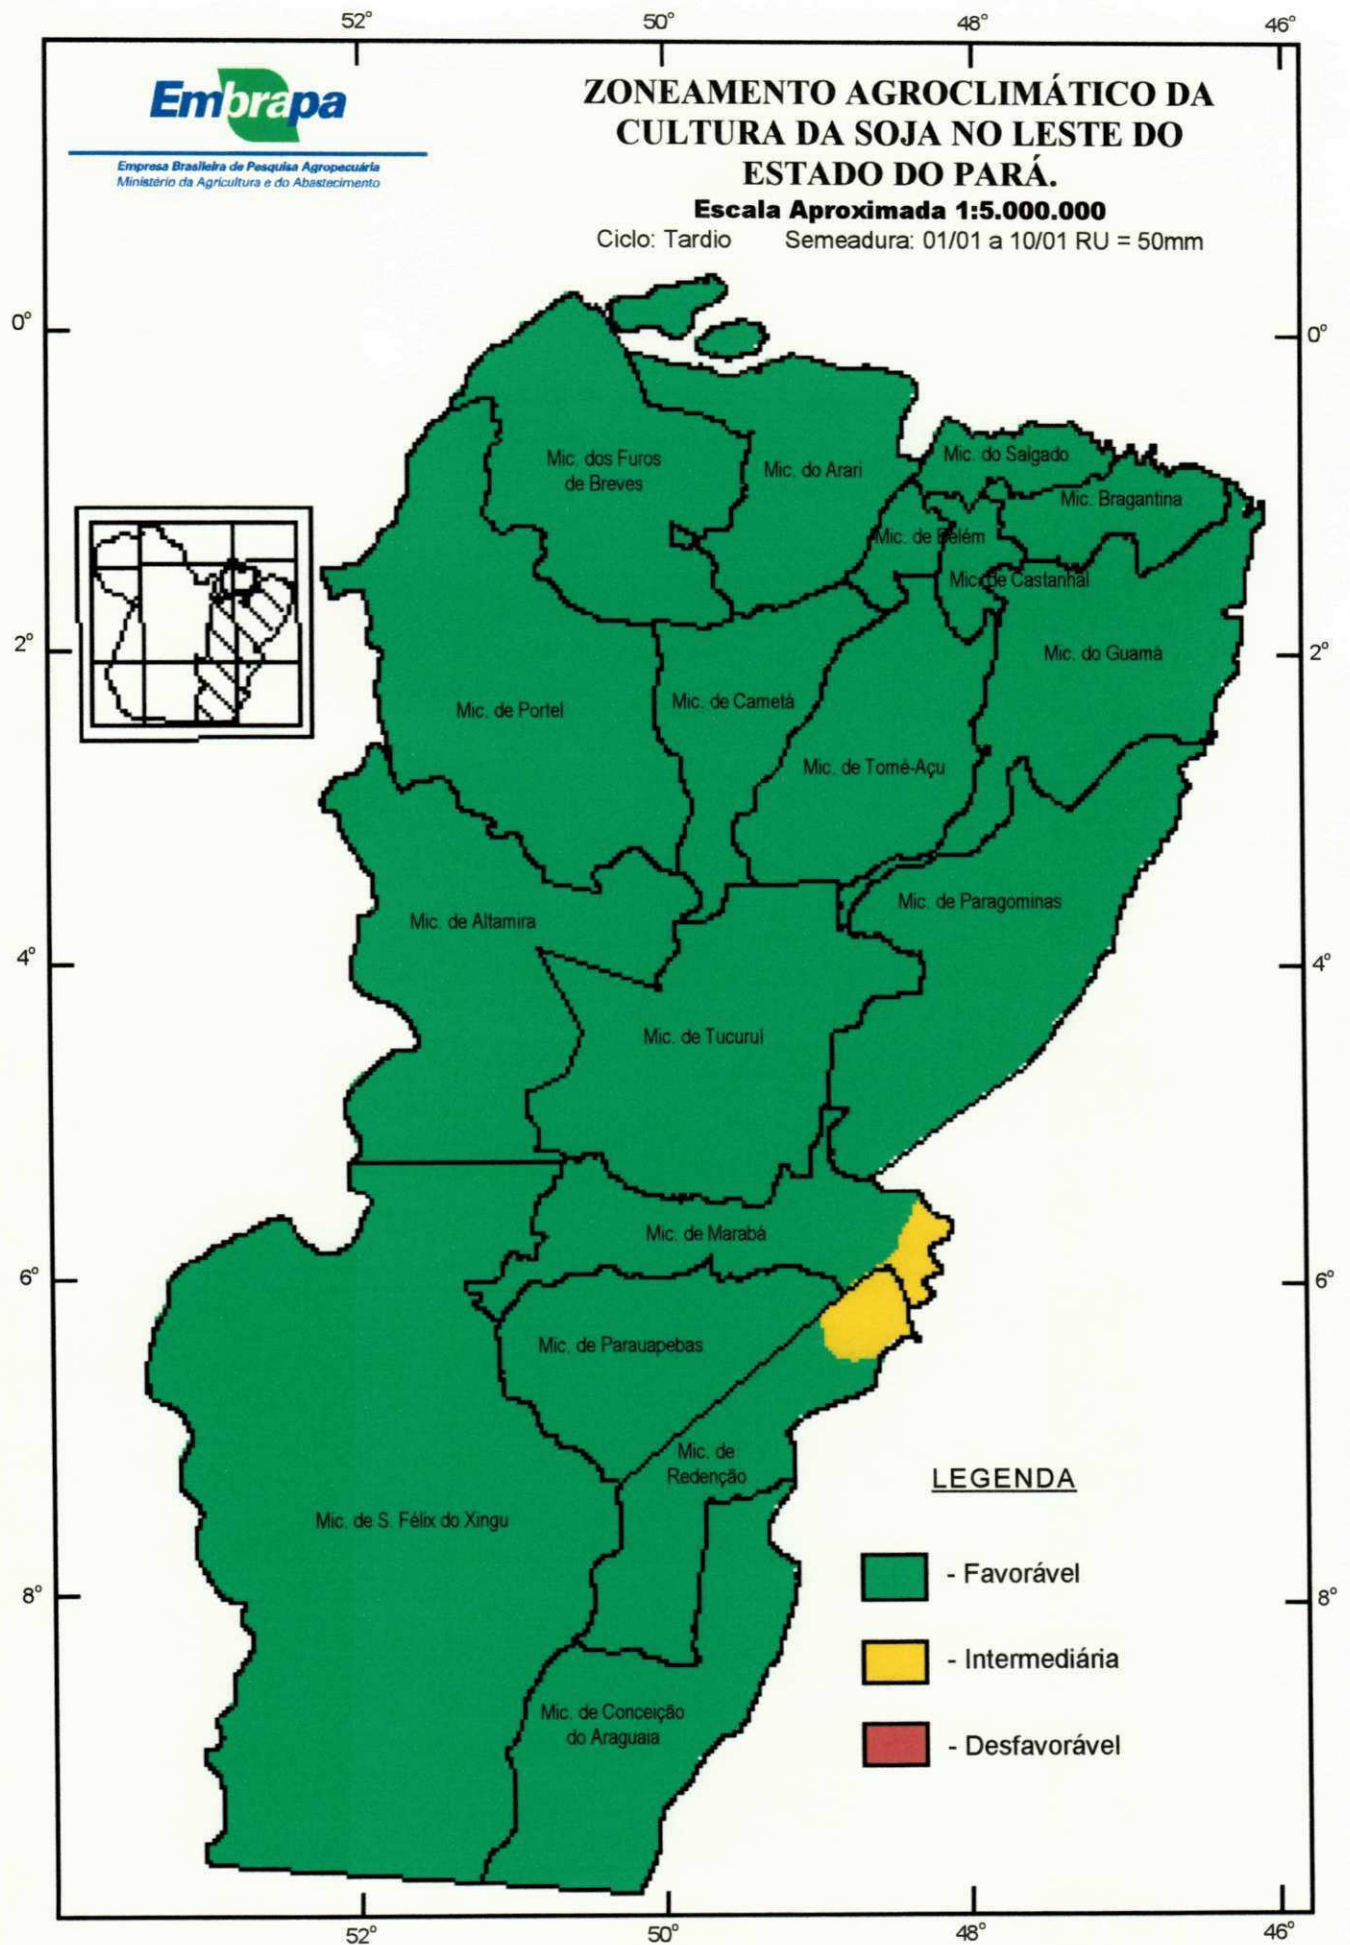 52°
50°
48°
46°
Embrapa
Empresa Brasileira de Pesquisa Agropecuária
Ministério da Agricultura e do Abastecimento
ZONEAMENTO AGROCLIMÁTICO DA
CULTURA DA SOJA NO LESTE DO
ESTADO DO PARÁ.
Escala Aproximada 1:5.000.000
Ciclo: Tardio Semeadura: 01/01 a 10/01 RU = 50mm
0°
0°
Mic. dos Furos
de Breves
Mic. do Arari
Mic. do Salgado
Mic. Bragantina
Mic. de Belém
Mic. de Castanhal
2°
2°
Mic. do Guamá
Mic. de Portel
Mic. de Cametá
Mic. de Tomé-Açu
Mic. de Altamira
Mic. de Paragominas
4°
4°
Mic. de Tucuruí
Mic. de Marabá
6°
6°
Mic. de Parauapebas
Mic. de
Redenção
Mic. de S. Félix do Xingu
LEGENDA
- Favorável
8°
8°
- Intermediária
Mic. de Conceição
do Araguaia
- Desfavorável
52°
50°
48°
46°